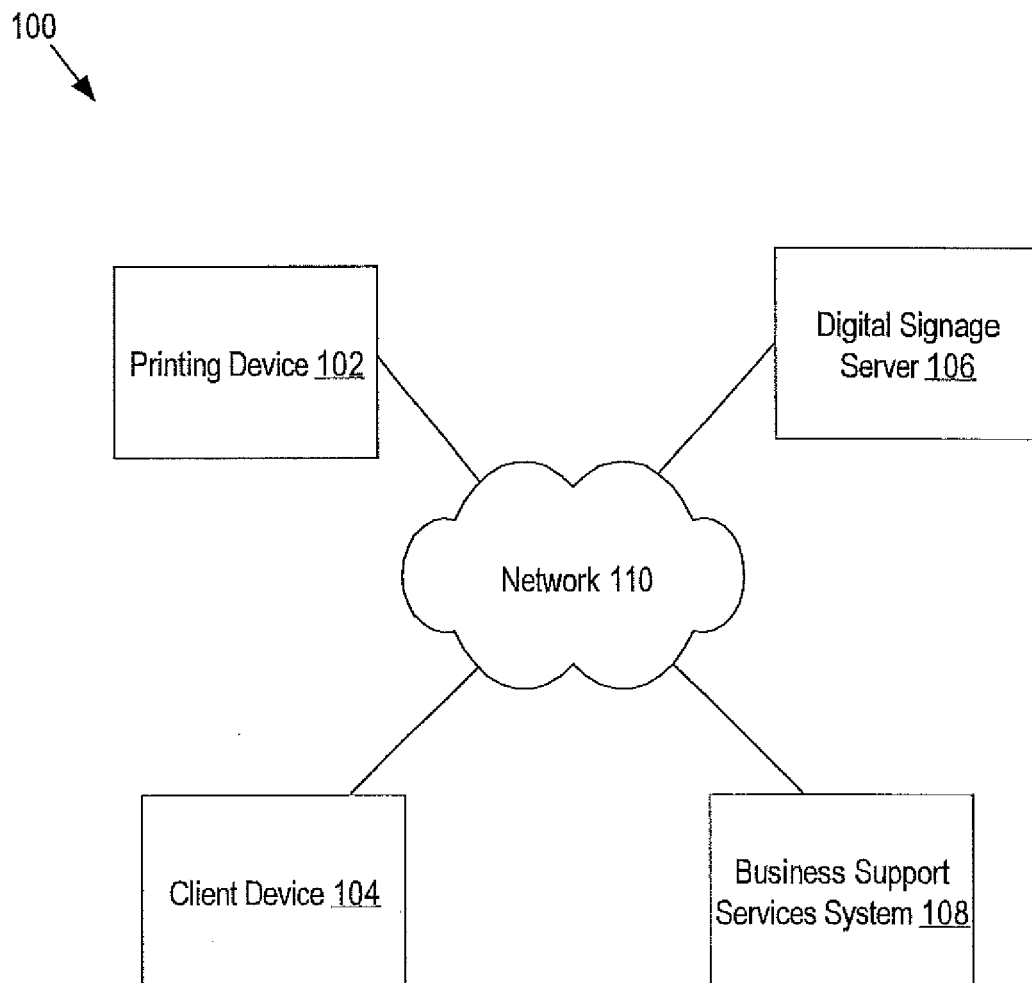 100
Printing Device 102
Digital Signage
Server 106
Network 110
Client Device 104
Business Support
Services System 108